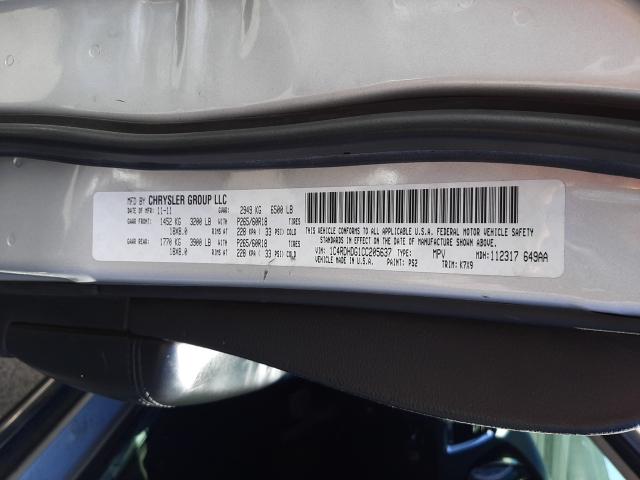 MFD BY CHRYSLER GROUP LLC
DATE OF MFR: 11-11 GVWR: 2949 KG 6500 LB
GAWR FRONT: 1452 KG 3200 LB WITH P265/60R18 TIRES
18X8.0 RIMS AT 228 KPA ( 33 PSI) COLD
GAWR REAR: 1770 KG 3900 LB WITH P265/60R18 TIRES
18X8.0 RIMS AT 228 KPA ( 33 PSI) COLD
THIS VEHICLE CONFORMS TO ALL APPLICABLE U.S.A. FEDERAL MOTOR VEHICLE SAFETY
STANDARDS IN EFFECT ON THE DATE OF MANUFACTURE SHOWN ABOVE.
VIN: 1C4RDHDG1CC205637 TYPE: MPV MDH: 112317 649AA
VEHICLE MADE IN U.S.A. PAINT: PS2 TRIM: K7X9